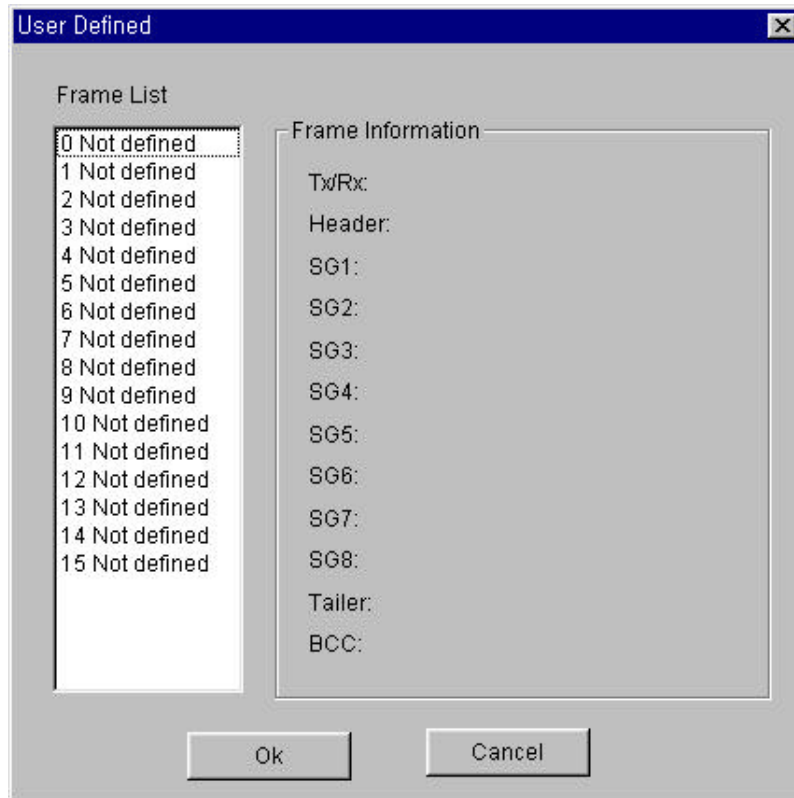 User Defined
Frame List
0 Not defined
1 Not defined
2 Not defined
3 Not defined
4 Not defined
5 Not defined
6 Not defined
7 Not defined
8 Not defined
9 Not defined
10 Not defined
11 Not defined
12 Not defined
13 Not defined
14 Not defined
15 Not defined
Frame Information
Tx/Rx:
Header:
SG1:
SG2:
SG3:
SG4:
SG5:
SG6:
SG7:
SG8:
Tailer:
BCC:
Ok
Cancel